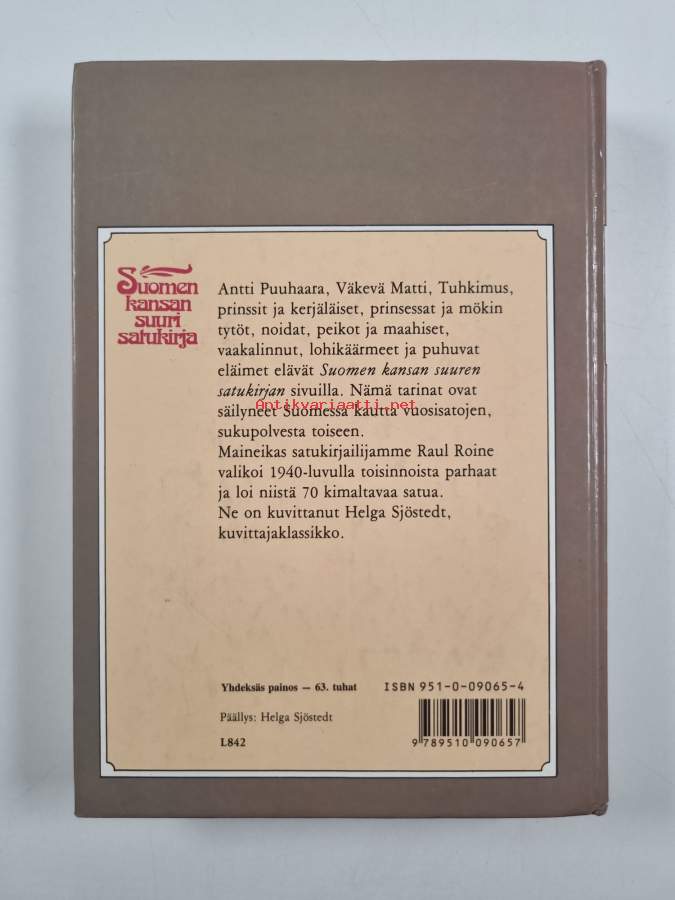 Suomen
kansan
suuri
satukirja
Antti Puuhaara, Väkevä Matti, Tuhkimus,
prinssit ja kerjäläiset, prinsessat ja mökin
tytöt, noidat, peikot ja maahiset,
vaakalinnut, lohikäärmeet ja puhuvat
eläimet elävät Suomen kansan suuren
satukirjan sivuilla. Nämä tarinat ovat
Antikvariaatti.net
säilyneet Suomessa kautta vuosisatojen,
sukupolvesta toiseen.
Maineikas satukirjailijamme Raul Roine
valikoi 1940-luvulla toisinnoista parhaat
ja loi niistä 70 kimaltavaa satua.
Ne on kuvittanut Helga Sjöstedt,
kuvittajaklassikko.
Yhdeksäs painos — 63. tuhat
ISBN 951-0-09065-4
Päällys: Helga Sjöstedt
L842
9 789510 090657